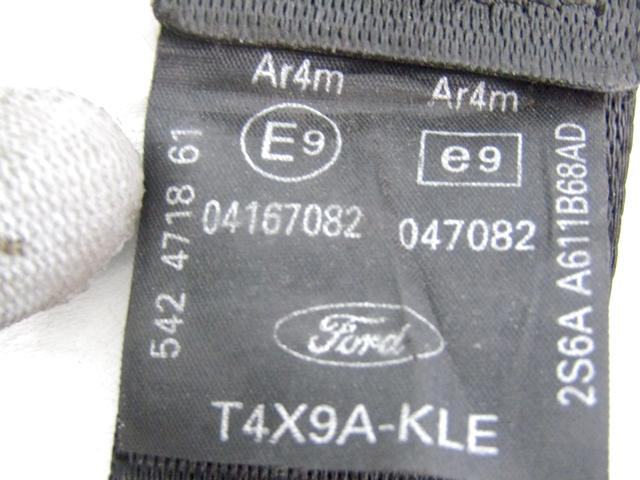 Ar4m Ar4m
E9 e9
04167082 047082
Ford
T4X9A-KLE
542 4718 61
2S6A A611B68AD